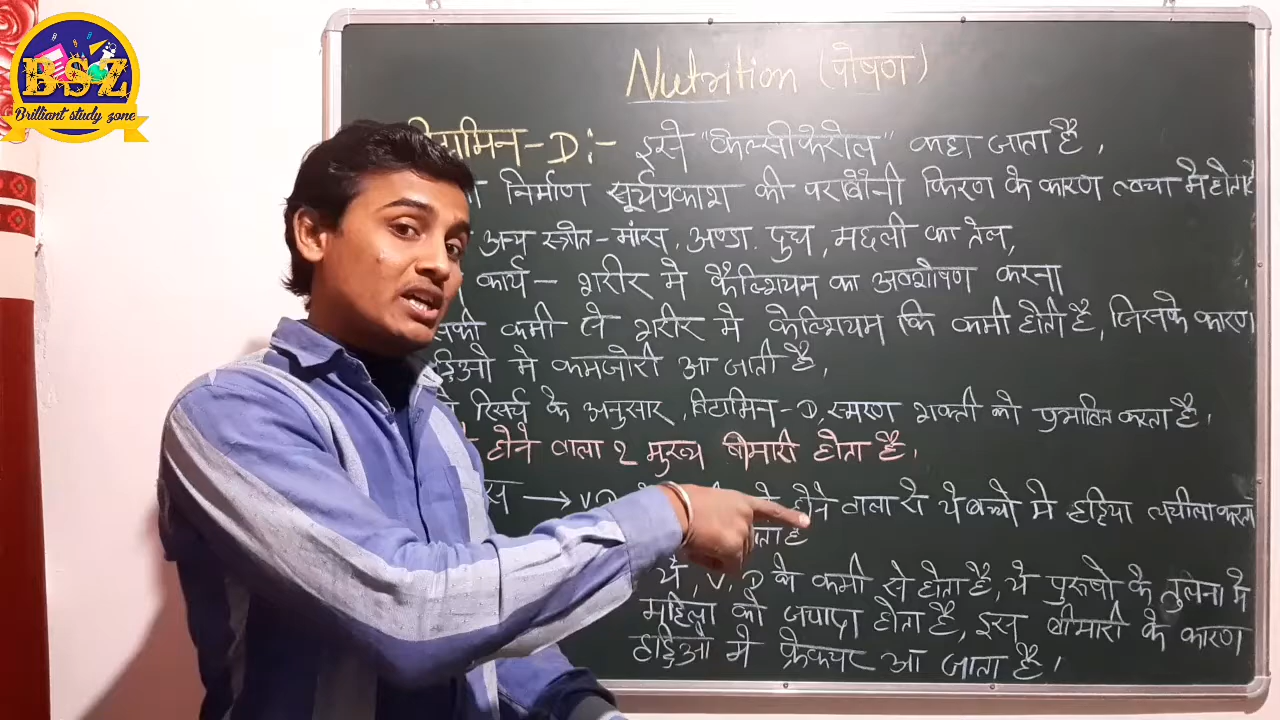 BSZ
Brilliant study zone
Nutrition (पोषण)
विटामिन-D:- इसे "केल्सीफेरोल" कहा जाता है,
निर्माण सूर्यप्रकाश की पराबैंनी किरण के कारण त्वचा मे होता है
अन्य स्त्रोत-मांस, अण्डा, दुध, मछली का तेल,
कार्य - शरीर मे कैल्शियम का अवशोषण करना
कमी से शरीर मे केल्शियम कि कमी होती है, जिसके कारण
मे कमजोरी आ जाती है,
रिसर्च के अनुसार, विटामिन-D, स्मरण शक्ती को प्रभावित करता है,
होने वाला 2 मुख्य बीमारी होता है,
→ होने वाला रो ये बच्चो मे हड्डिया लचीला करता
है
ये, V, D के कमी से होता है, ये पुरूषो के तुलना मे
महिला को ज्यादा होता है, इस बीमारी के कारण
हड्डिओ मे फ्रेक्चर आ जाता है,